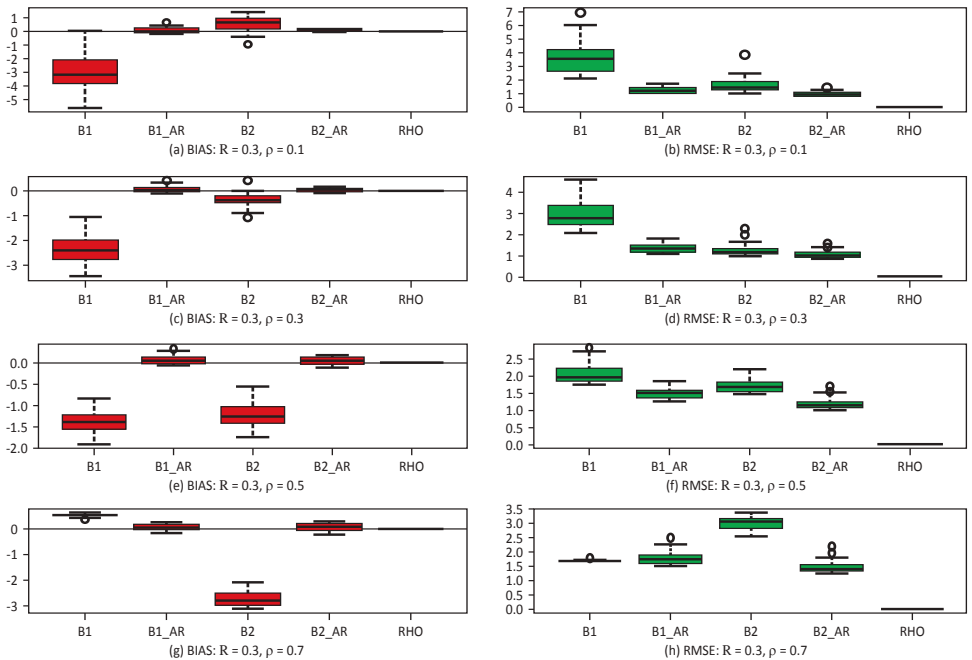 1
0
-1
-2
-3
-4
-5
B1 B1_AR B2 B2_AR RHO
(a) BIAS: R = 0.3, ρ = 0.1
7
6
5
4
3
2
1
0
B1 B1_AR B2 B2_AR RHO
(b) RMSE: R = 0.3, ρ = 0.1
0
-1
-2
-3
B1 B1_AR B2 B2_AR RHO
(c) BIAS: R = 0.3, ρ = 0.3
4
3
2
1
0
B1 B1_AR B2 B2_AR RHO
(d) RMSE: R = 0.3, ρ = 0.3
0.0
-0.5
-1.0
-1.5
-2.0
B1 B1_AR B2 B2_AR RHO
(e) BIAS: R = 0.3, ρ = 0.5
2.5
2.0
1.5
1.0
0.5
0.0
B1 B1_AR B2 B2_AR RHO
(f) RMSE: R = 0.3, ρ = 0.5
0
-1
-2
-3
B1 B1_AR B2 B2_AR RHO
(g) BIAS: R = 0.3, ρ = 0.7
3.5
3.0
2.5
2.0
1.5
1.0
0.5
0.0
B1 B1_AR B2 B2_AR RHO
(h) RMSE: R = 0.3, ρ = 0.7